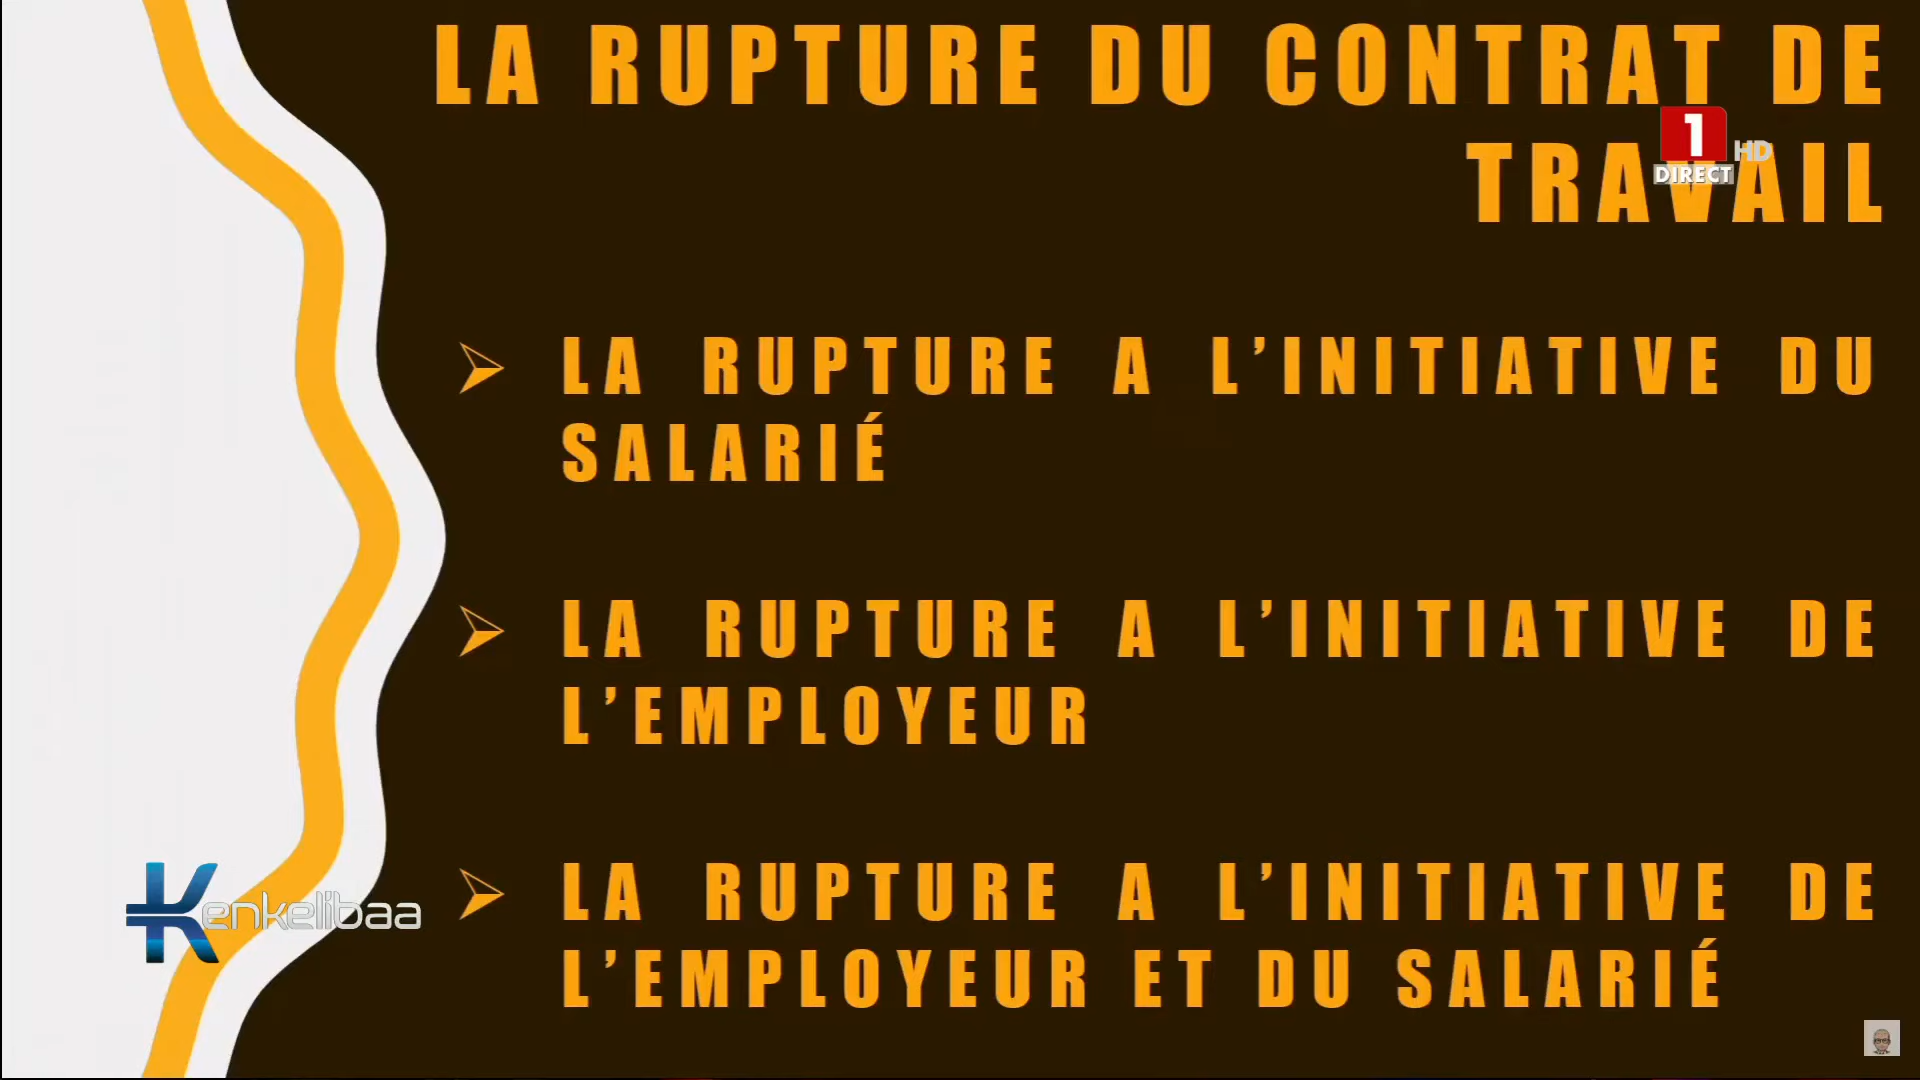 LA RUPTURE DU CONTRAT DE
TRAVAIL
1 HD
DIRECT
LA RUPTURE A L’INITIATIVE DU
SALARIÉ
LA RUPTURE A L’INITIATIVE DE
L’EMPLOYEUR
LA RUPTURE A L’INITIATIVE DE
L’EMPLOYEUR ET DU SALARIÉ
Kenkelibaa